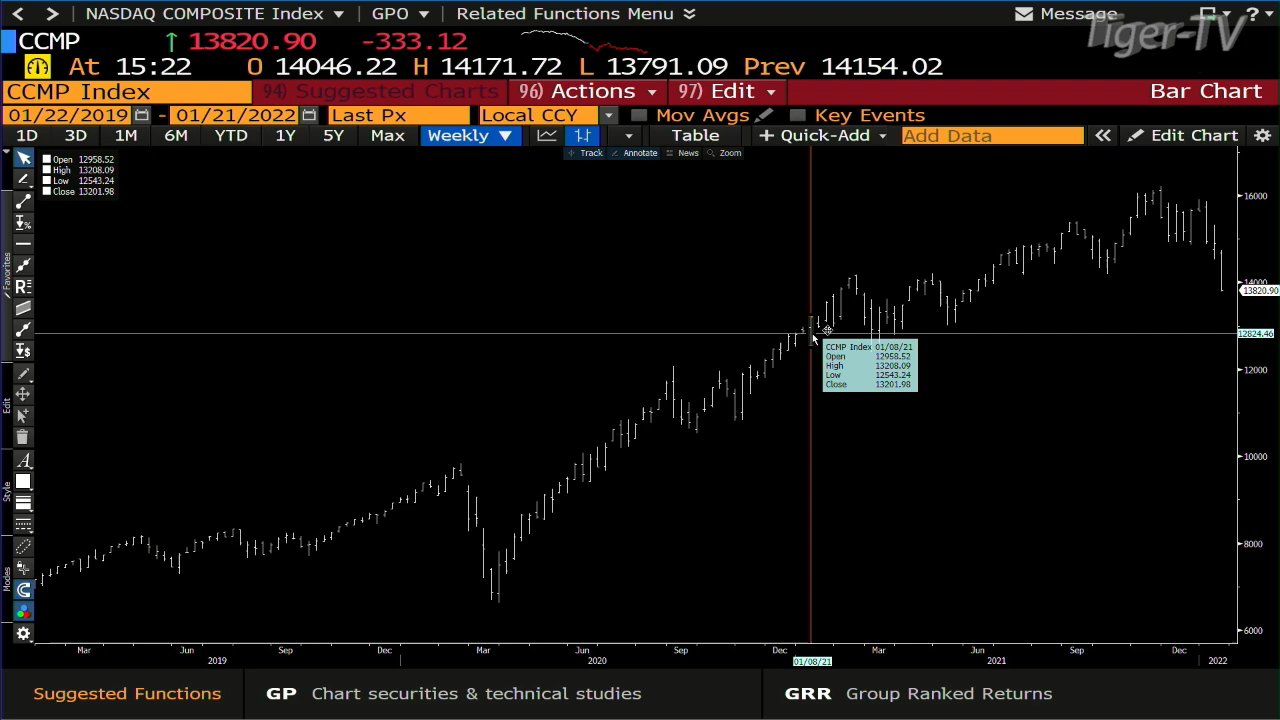 < > NASDAQ COMPOSITE Index GPO Related Functions Menu Message ?
Tiger-TV
CCMP ↑ 13820.90 -333.12
At 15:22 O 14046.22 H 14171.72 L 13791.09 Prev 14154.02
CCMP Index 94) Suggested Charts 96) Actions 97) Edit Bar Chart
01/22/2019 - 01/21/2022 Last Px Local CCY Mov Avgs Key Events
1D 3D 1M 6M YTD 1Y 5Y Max Weekly Table + Quick-Add Add Data Edit Chart
Track Annotate News Zoom
Open 12958.52
High 13208.09
Low 12543.24
Close 13201.98
16000
14000
13820.90
12824.46
12000
10000
8000
6000
CCMP Index 01/08/21
Open 12958.52
High 13208.09
Low 12543.24
Close 13201.98
Favorites
Edit
Style
Modes
Mar Jun Sep Dec Mar Jun Sep Dec Mar Jun Sep Dec
2019 2020 01/08/21 2021 2022
Suggested Functions GP Chart securities & technical studies GRR Group Ranked Returns